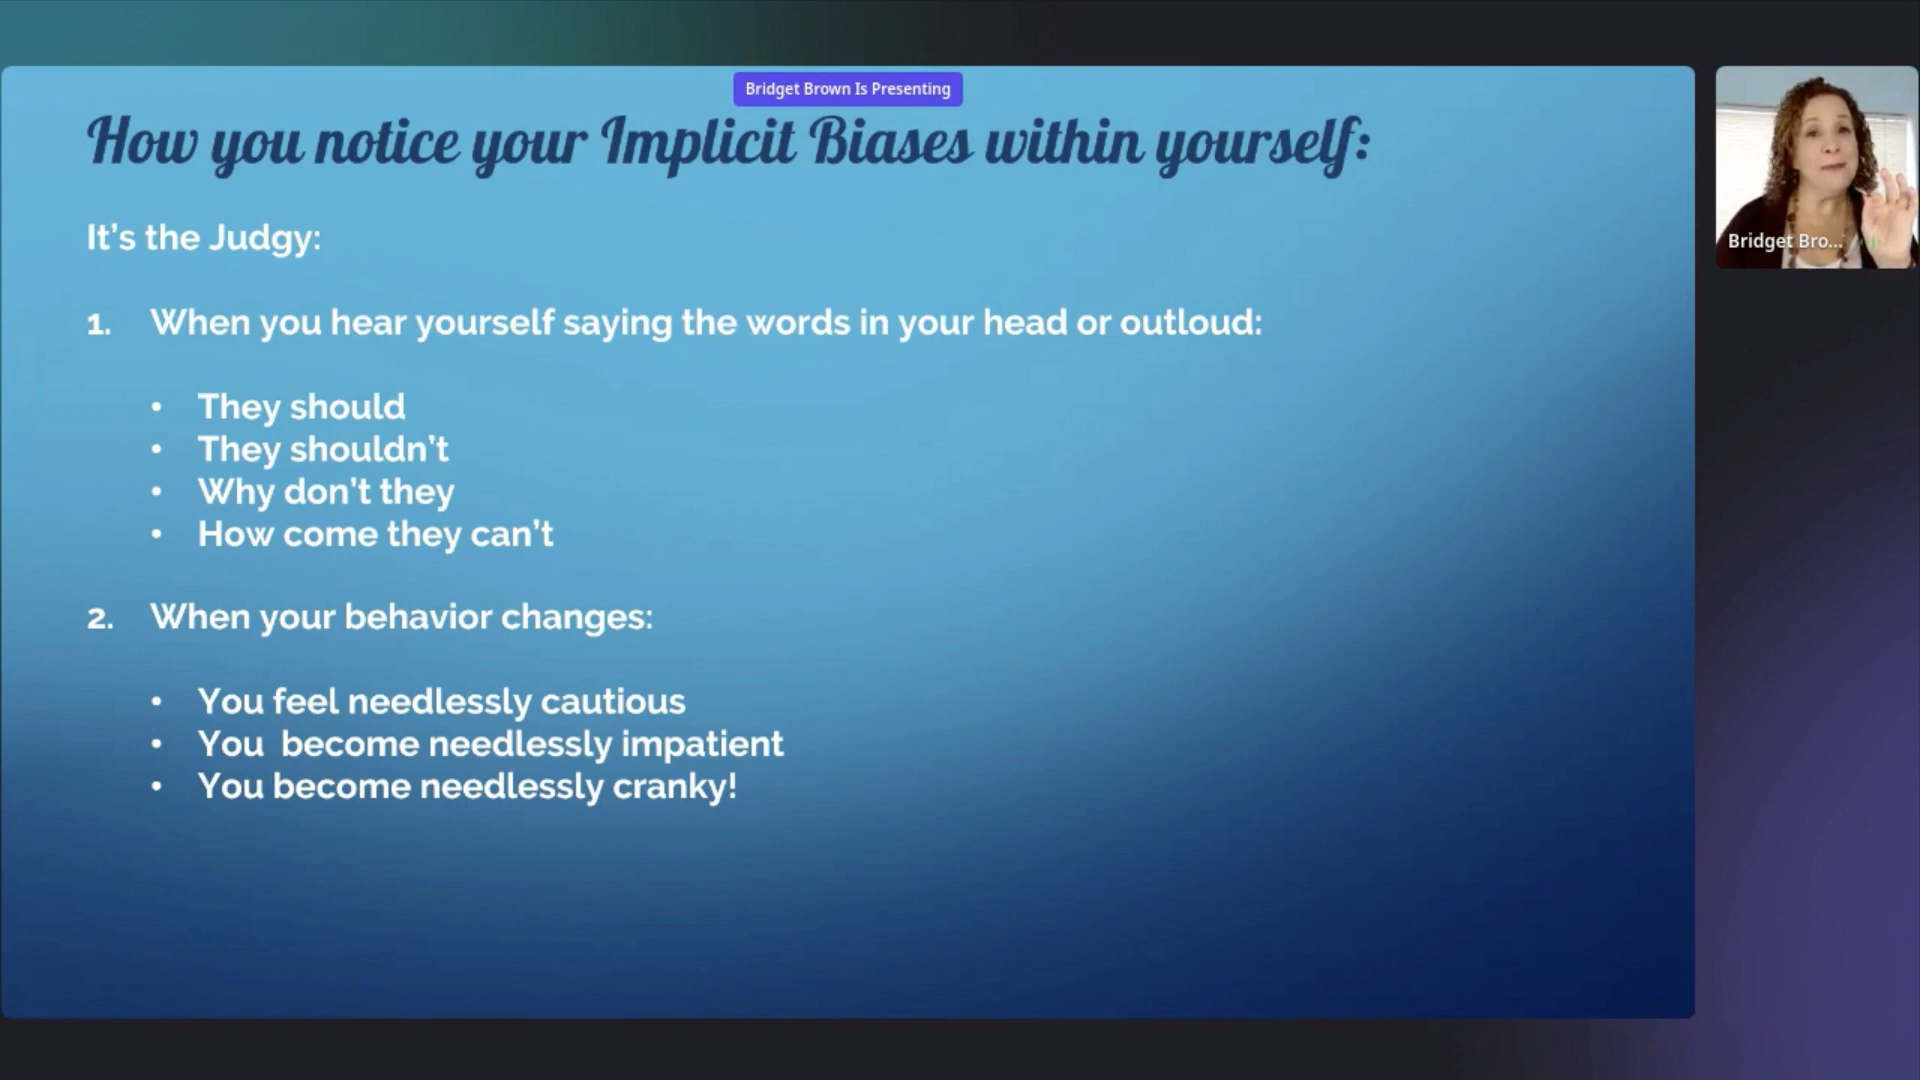 Bridget Brown Is Presenting
How you notice your Implicit Biases within yourself:
It’s the Judgy:
1. When you hear yourself saying the words in your head or outloud:
• They should
• They shouldn’t
• Why don’t they
• How come they can’t
2. When your behavior changes:
• You feel needlessly cautious
• You  become needlessly impatient
• You become needlessly cranky!
Bridget Bro...